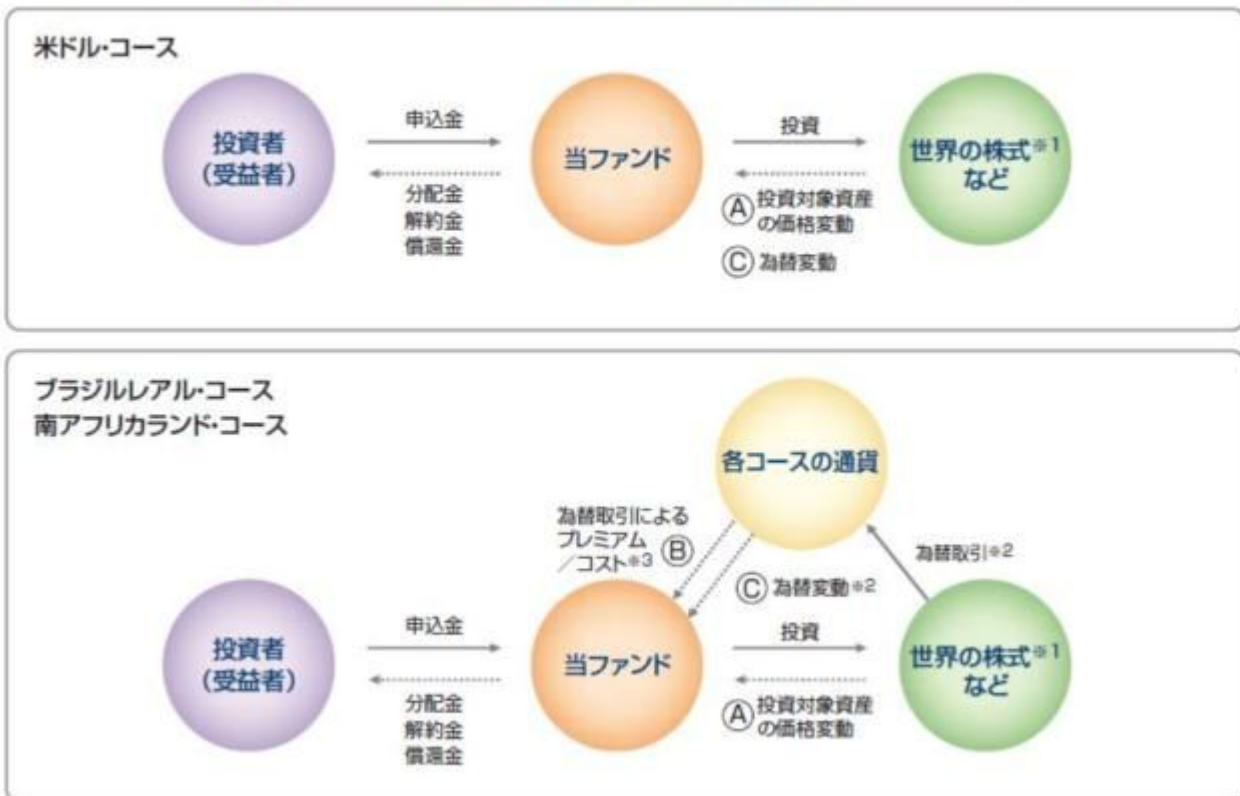 米ドル・コース
投資者
(受益者)
申込金
分配金
解約金
償還金
当ファンド
投資
Ⓐ 投資対象資産
の価格変動
Ⓒ 為替変動
世界の株式※1
など
ブラジルレアル・コース
南アフリカランド・コース
各コースの通貨
為替取引による
プレミアム
／コスト※3 Ⓑ
Ⓒ 為替変動※2
為替取引※2
投資者
(受益者)
申込金
分配金
解約金
償還金
当ファンド
投資
Ⓐ 投資対象資産
の価格変動
世界の株式※1
など